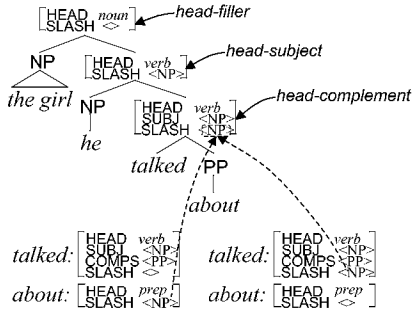 HEAD noun
SLASH <>
head-filler
NP
HEAD verb
SLASH <NP>
head-subject
the girl
NP
HEAD verb
SUBJ <NP>
SLASH <NP>
head-complement
he
talked
PP
about
talked:
HEAD verb
SUBJ <NP>
COMPS <PP>
SLASH <>
talked:
HEAD verb
SUBJ <NP>
COMPS <PP>
SLASH <NP>
about:
HEAD prep
SLASH <NP>
about:
HEAD prep
SLASH <>